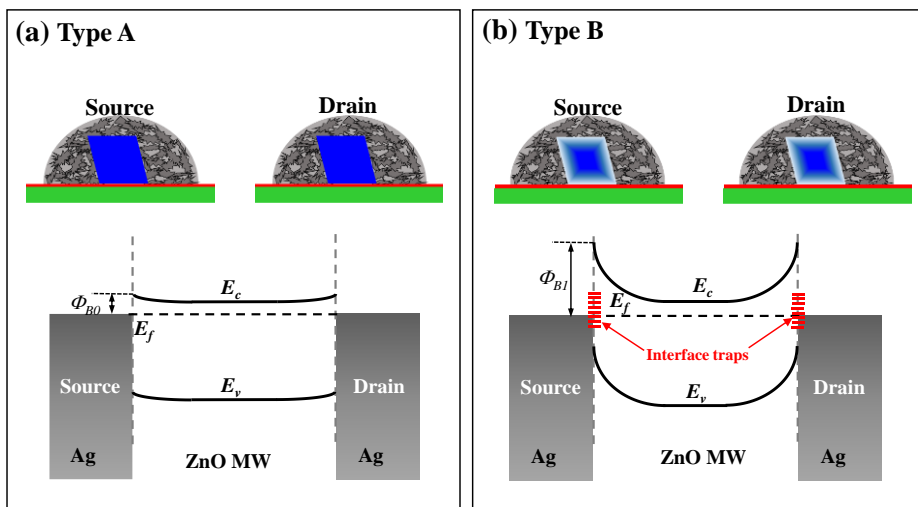 (a) Type A
Source
Drain
Φ_B0
E_c
E_f
Source
E_v
Drain
Ag
ZnO MW
Ag
(b) Type B
Source
Drain
Φ_B1
E_c
E_f
Interface traps
Source
E_v
Drain
Ag
ZnO MW
Ag